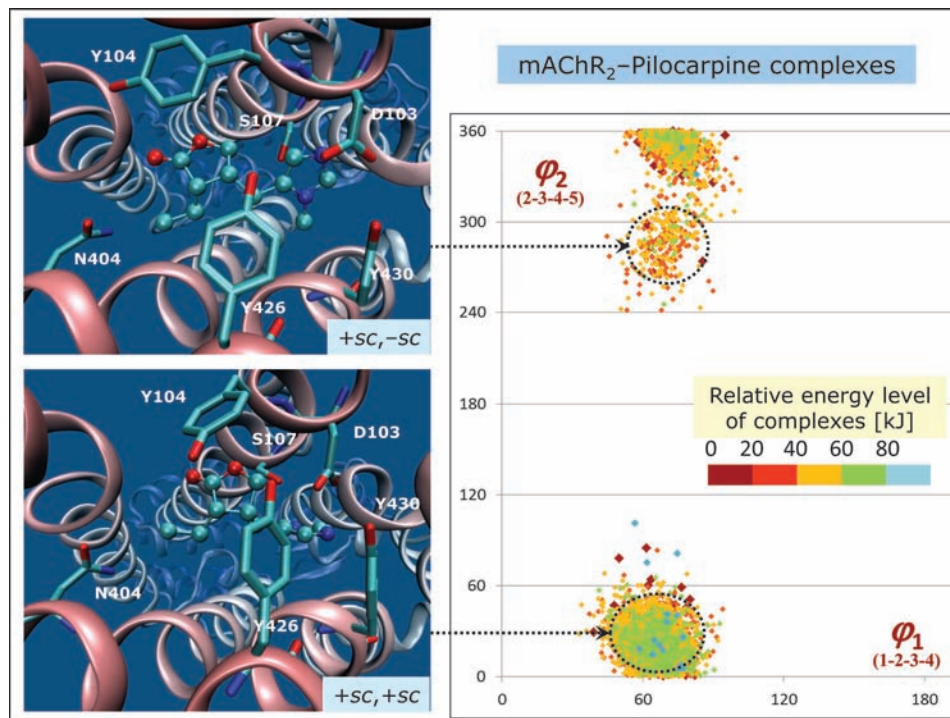 Y104
S107
D103
N404
Y430
Y426
+sc,–sc
Y104
S107
D103
Y430
N404
Y426
+sc,+sc
mAChR₂–Pilocarpine complexes
360
φ₂
(2-3-4-5)
300
240
180
Relative energy level
of complexes [kJ]
0 20 40 60 80
120
60
φ₁
(1-2-3-4)
0
0 60 120 180